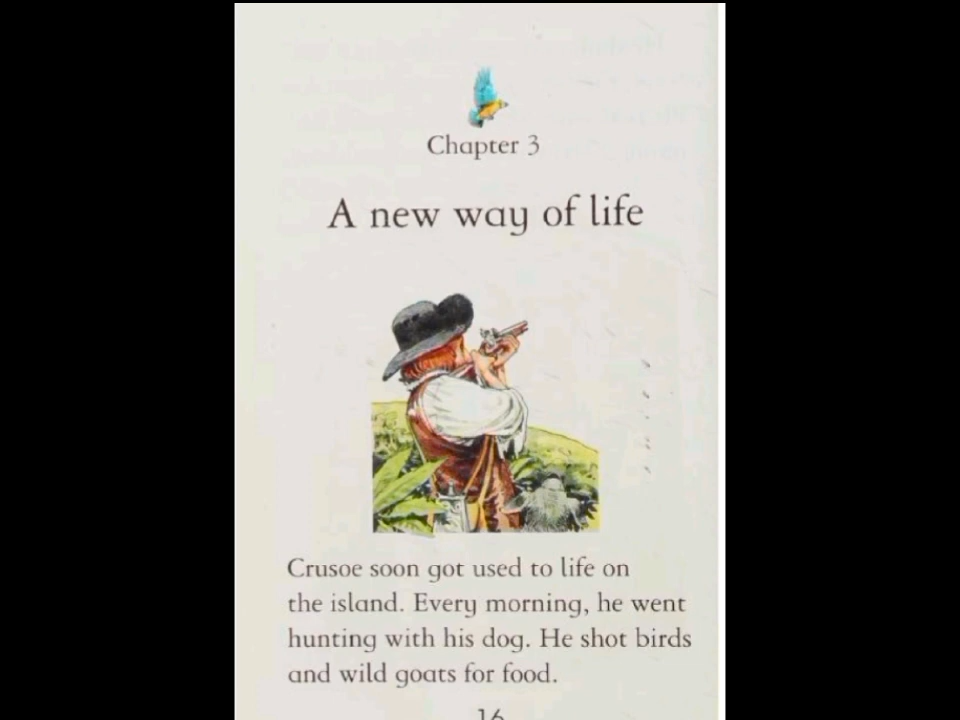 Chapter 3
A new way of life
Crusoe soon got used to life on
the island. Every morning, he went
hunting with his dog. He shot birds
and wild goats for food.
16